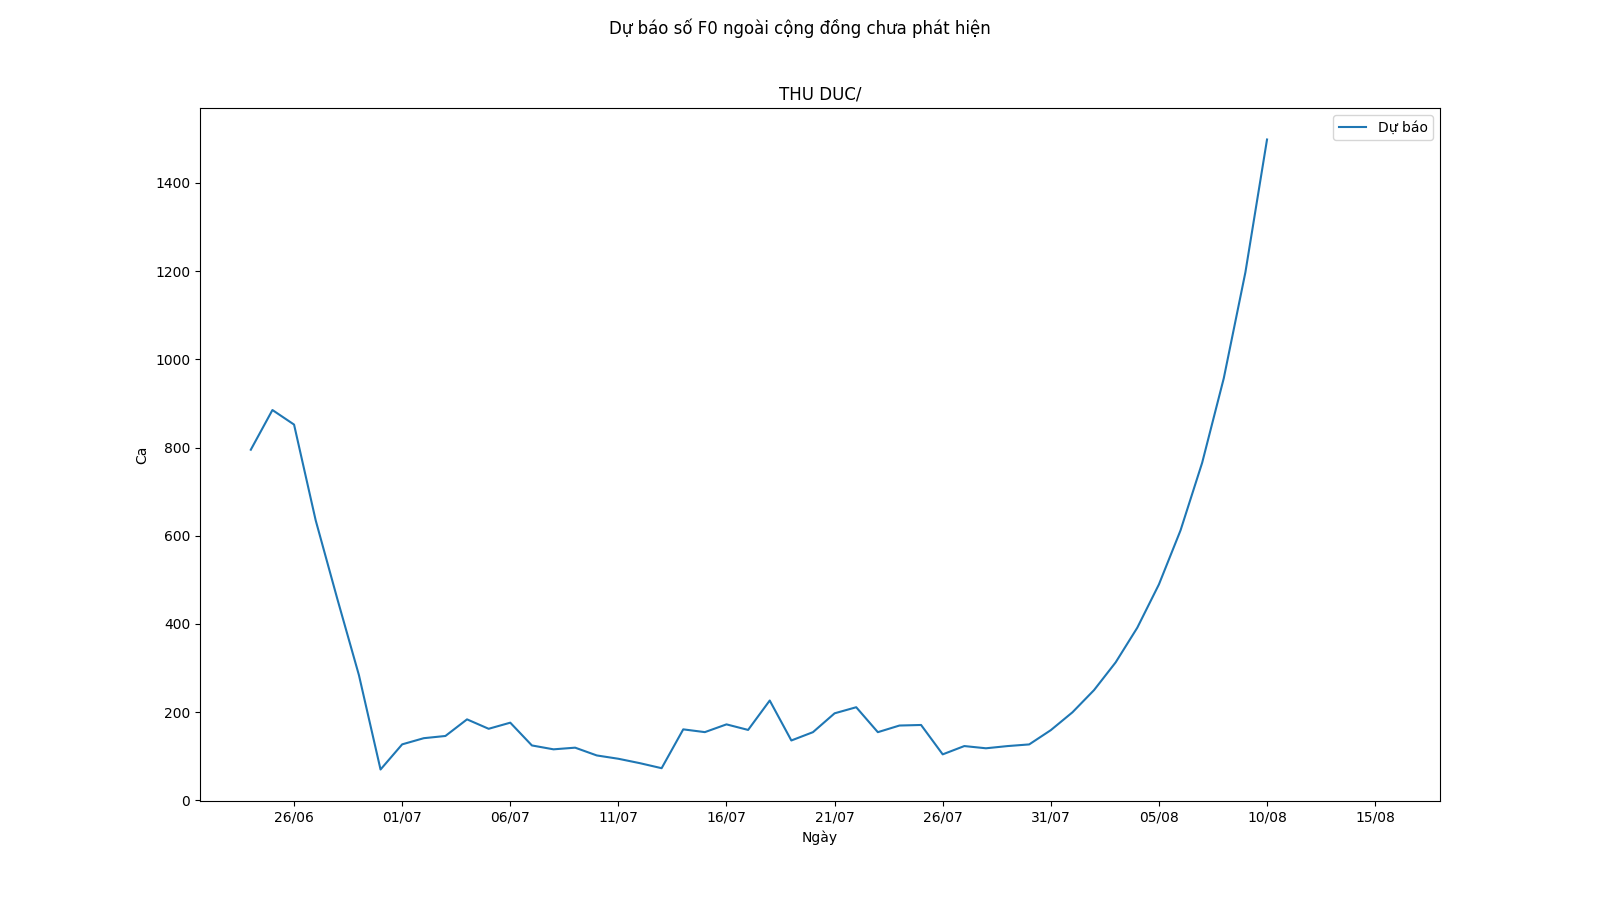 Dự báo số F0 ngoài cộng đồng chưa phát hiện
THU DUC/
Dự báo
1400
1200
1000
800
600
400
200
0
Ca
26/06 01/07 06/07 11/07 16/07 21/07 26/07 31/07 05/08 10/08 15/08
Ngày